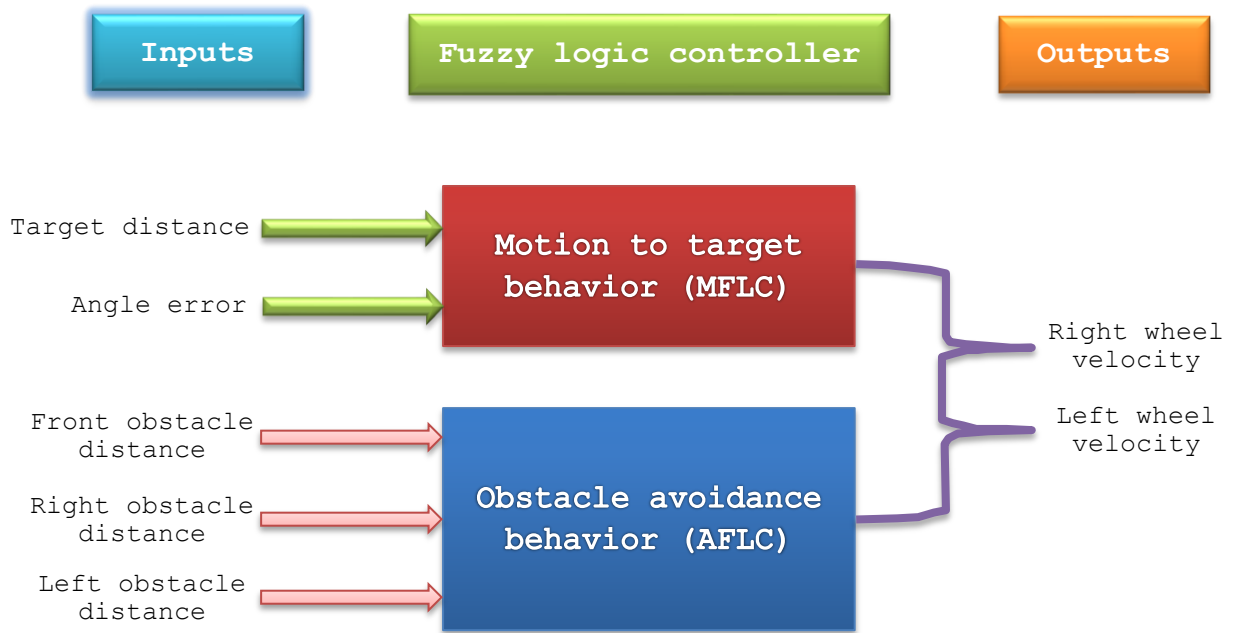 Inputs
Fuzzy logic controller
Outputs
Target distance
Angle error
Motion to target
behavior (MFLC)
Right wheel
velocity
Left wheel
velocity
Front obstacle
distance
Right obstacle
distance
Left obstacle
distance
Obstacle avoidance
behavior (AFLC)